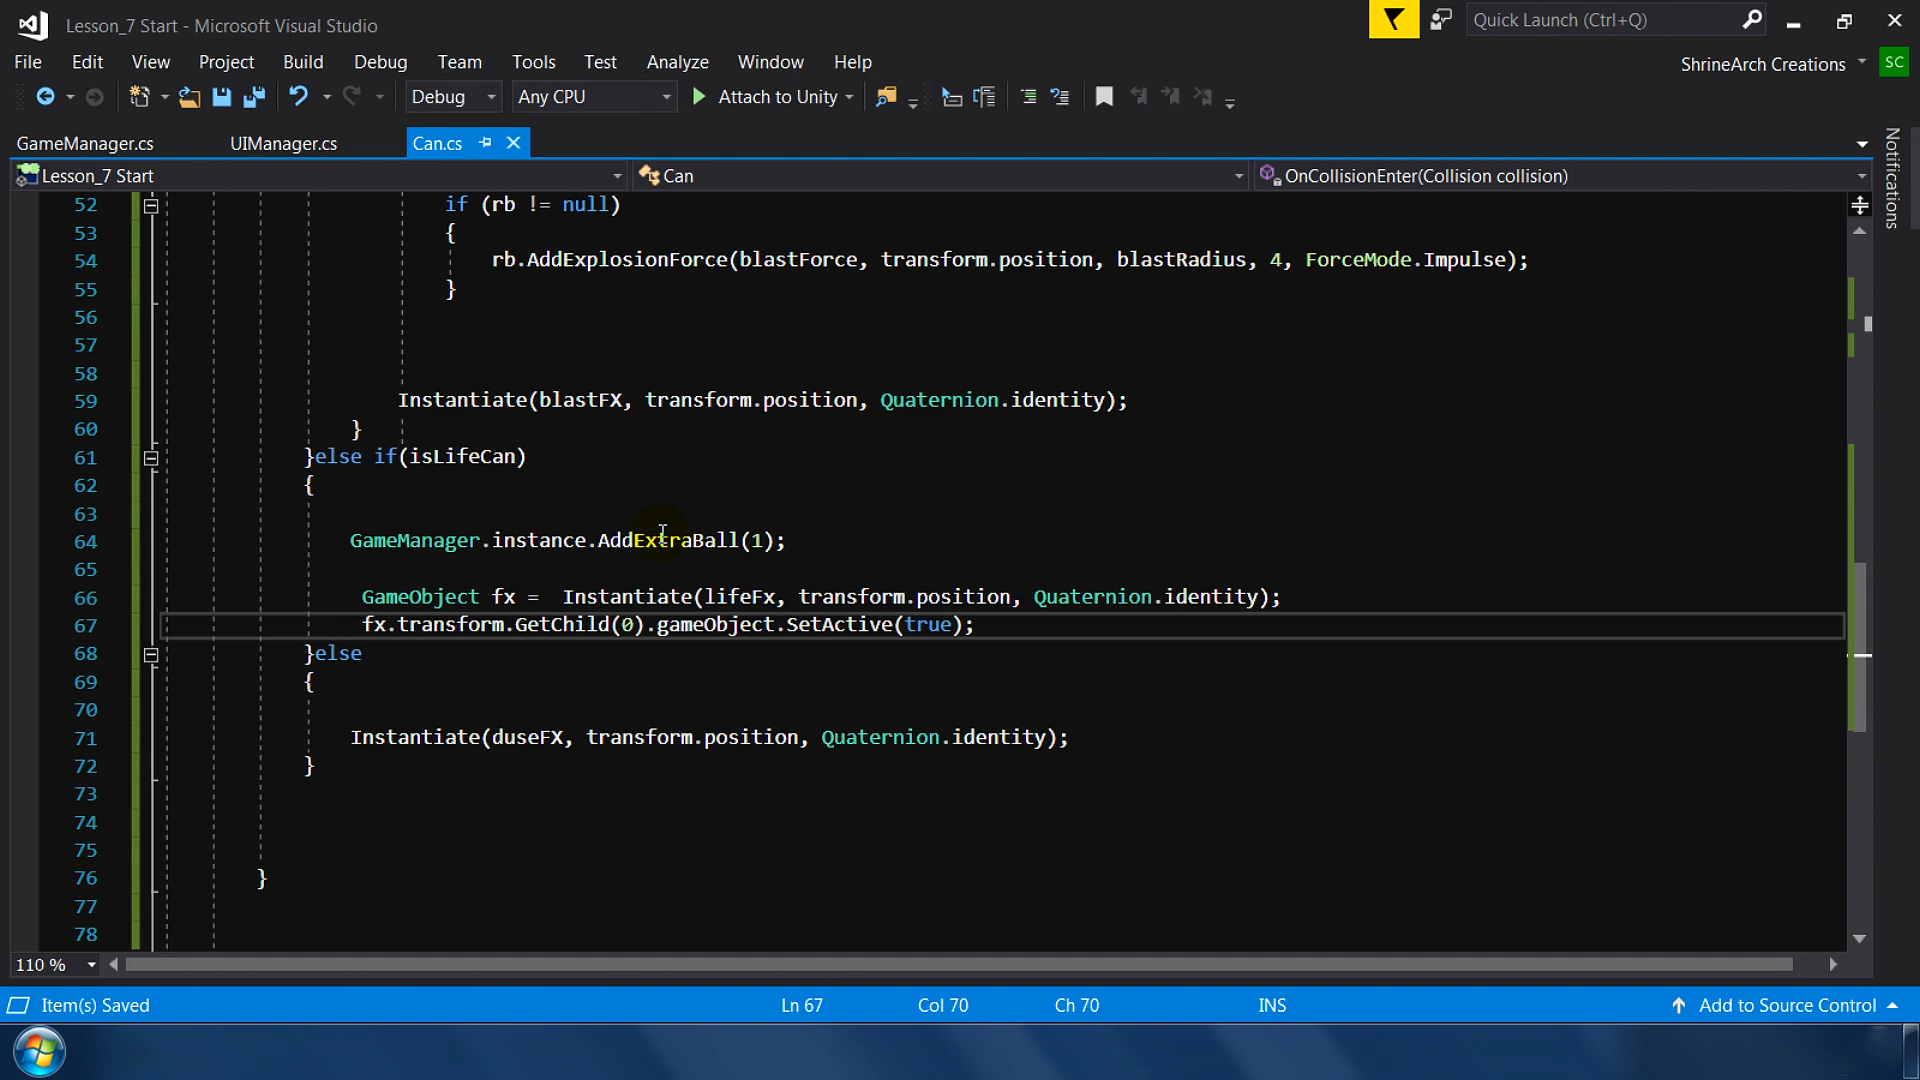 Lesson_7 Start - Microsoft Visual Studio
Quick Launch (Ctrl+Q)
File Edit View Project Build Debug Team Tools Test Analyze Window Help
ShrineArch Creations SC
Debug Any CPU Attach to Unity
GameManager.cs UIManager.cs Can.cs
Notifications
Lesson_7 Start Can OnCollisionEnter(Collision collision)
52 if (rb != null)
53 {
54 rb.AddExplosionForce(blastForce, transform.position, blastRadius, 4, ForceMode.Impulse);
55 }
56
57
58
59 Instantiate(blastFX, transform.position, Quaternion.identity);
60 }
61 }else if(isLifeCan)
62 {
63
64 GameManager.instance.AddExtraBall(1);
65
66 GameObject fx =  Instantiate(lifeFx, transform.position, Quaternion.identity);
67 fx.transform.GetChild(0).gameObject.SetActive(true);
68 }else
69 {
70
71 Instantiate(duseFX, transform.position, Quaternion.identity);
72 }
73
74
75
76 }
77
78
110 %
Item(s) Saved Ln 67 Col 70 Ch 70 INS Add to Source Control